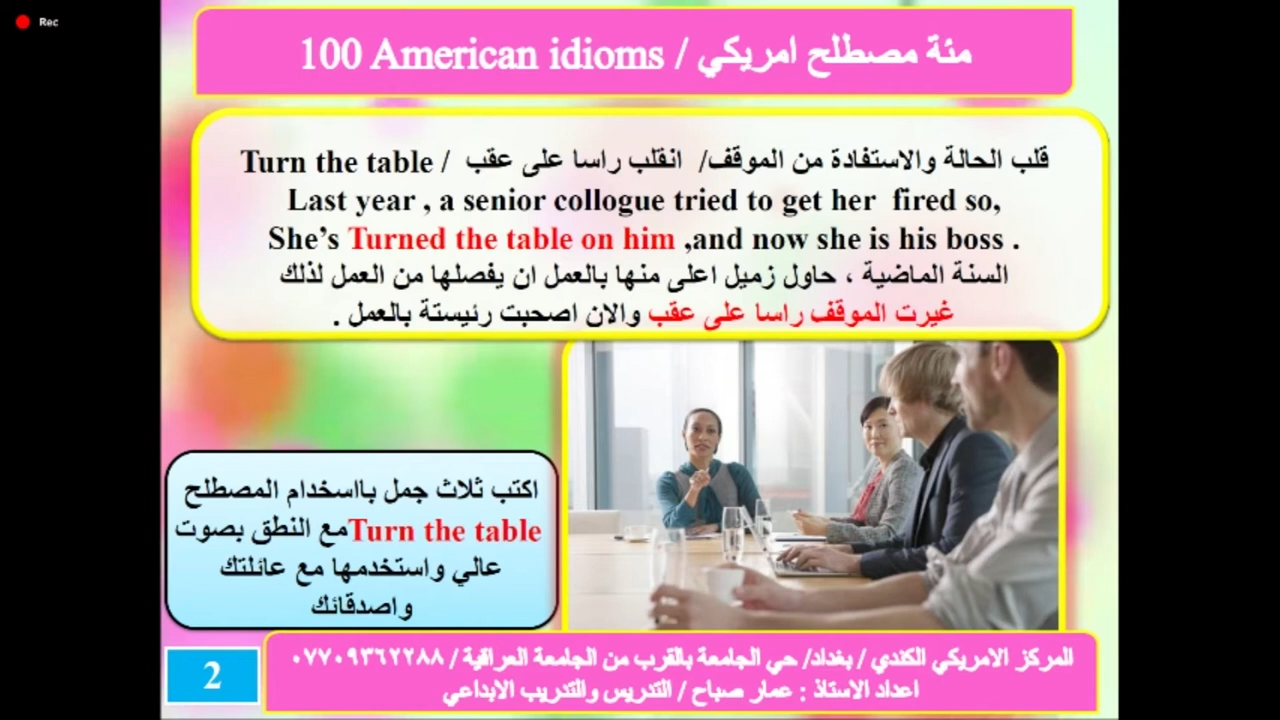 Rec
مئة مصطلح امريكي / 100 American idioms
Turn the table / قلب الحالة والاستفادة من الموقف/ انقلب راسا على عقب
Last year , a senior collogue tried to get her fired so,
She’s Turned the table on him ,and now she is his boss .
السنة الماضية ، حاول زميل اعلى منها بالعمل ان يفصلها من العمل لذلك
غيرت الموقف راسا على عقب والان اصحبت رئيستة بالعمل .
اكتب ثلاث جمل بااسخدام المصطلح
Turn the tableمع النطق بصوت
عالي واستخدمها مع عائلتك
واصدقائك
المركز الامريكي الكندي / بغداد/ حي الجامعة بالقرب من الجامعة العراقية / ٠٧٧٠٩٣٦٢٢٨٨
اعداد الاستاذ : عمار صباح / التدريس والتدريب الابداعي
2